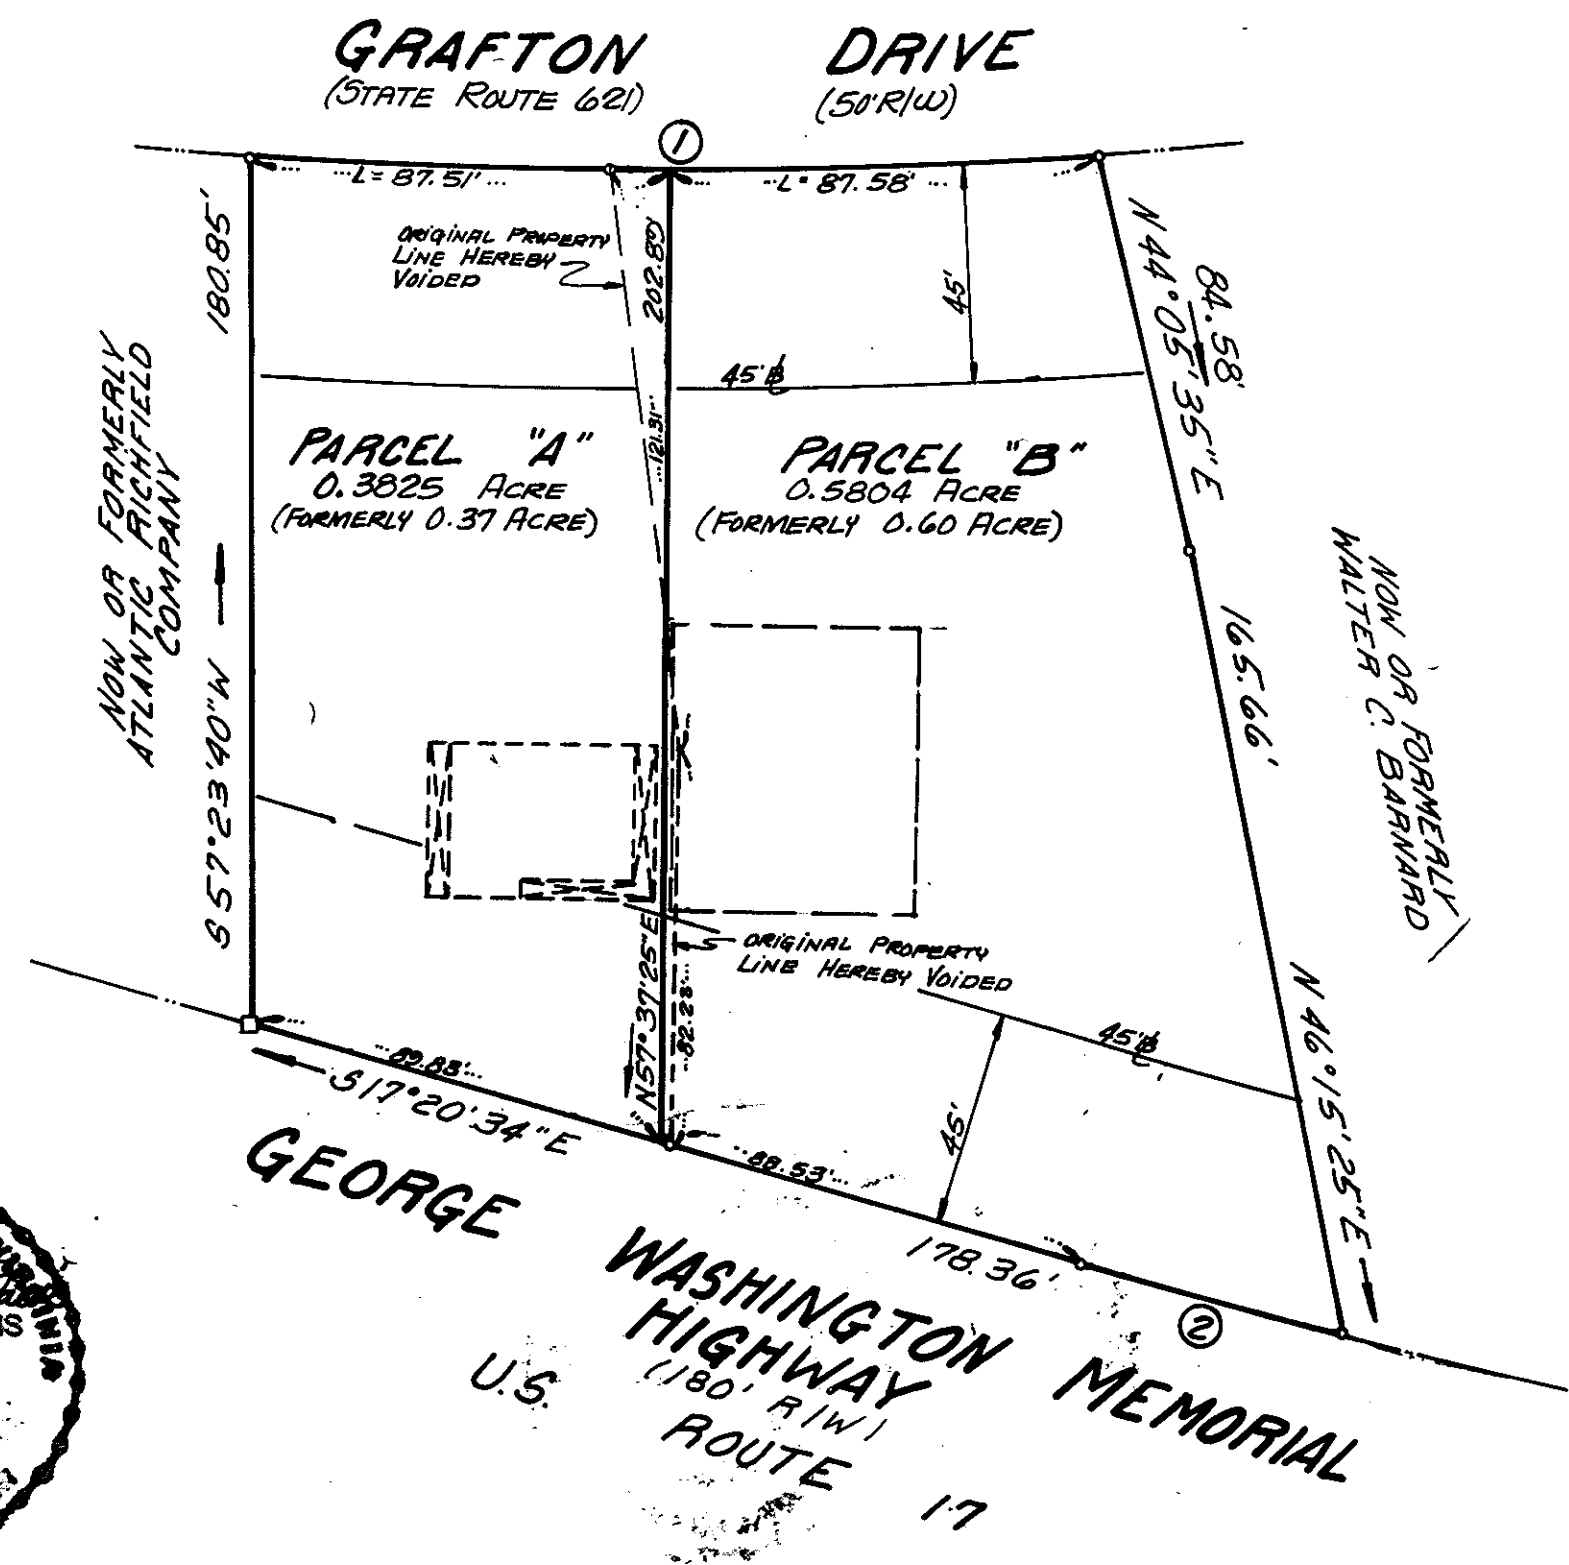 GRAFTON DRIVE
(STATE ROUTE 621) (50' R/W)
1
L= 87.51'
L= 87.58'
180.85'
ORIGINAL PROPERTY
LINE HEREBY
VOIDED
202.89'
45'
N 44°05'35" E
84.58'
45' B
NOW OR FORMERLY
ATLANTIC RICHFIELD
COMPANY
PARCEL "A"
0.3825 ACRE
(FORMERLY 0.37 ACRE)
121.31'
PARCEL "B"
0.5804 ACRE
(FORMERLY 0.60 ACRE)
165.66'
NOW OR FORMERLY
WALTER C. BARNARD
S 57°23'40" W
N57°37'25"E
82.23'
ORIGINAL PROPERTY
LINE HEREBY VOIDED
N 46°15'25" E
45' B
45'
89.83'
S 17°20'34" E
88.53'
178.36'
2
GEORGE WASHINGTON MEMORIAL
HIGHWAY
(180' R/W)
U.S. ROUTE 17